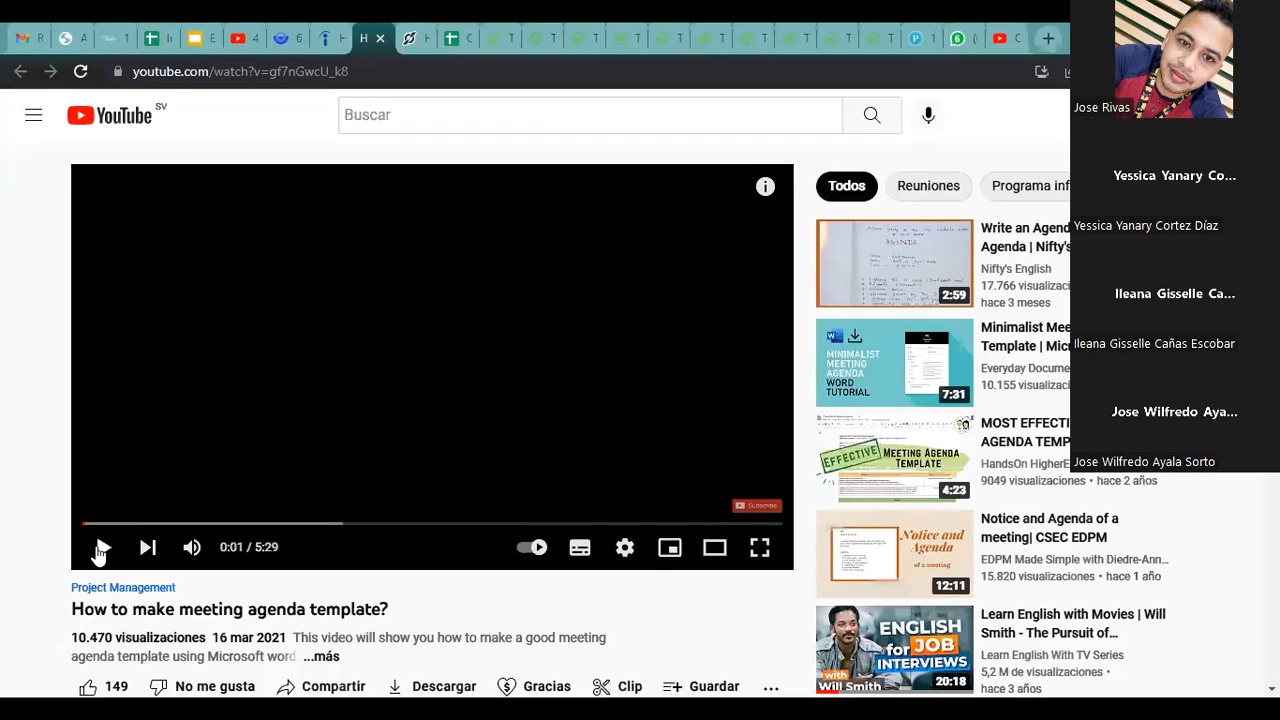 youtube.com/watch?v=gf7nGwcU_k8
YouTube SV
Buscar
Todos
Reuniones
Programa inf
Subscribe
0:01 / 5:29
Project Management
How to make meeting agenda template?
10.470 visualizaciones 16 mar 2021 This video will show you how to make a good meeting
agenda template using Microsoft word. ...más
149
No me gusta
Compartir
Descargar
Gracias
Clip
Guardar
AGENDA
2:59
Write an Agend
Agenda | Nifty's
Nifty's English
17.766 visualizaci
hace 3 meses
MINIMALIST
MEETING
AGENDA
WORD
TUTORIAL
7:31
Minimalist Mee
Template | Micr
Everyday Docume
10.155 visualizaci
EFFECTIVE
MEETING AGENDA
TEMPLATE
4:23
MOST EFFECTI
AGENDA TEMP
HandsOn HigherE
9049 visualizaciones • hace 2 años
Notice and
Agenda
of a meeting
12:11
Notice and Agenda of a
meeting| CSEC EDPM
EDPM Made Simple with Diedre-Ann...
15.820 visualizaciones • hace 1 año
ENGLISH
for JOB
INTERVIEWS
with
Will Smith
20:18
Learn English with Movies | Will
Smith - The Pursuit of...
Learn English With TV Series
5,2 M de visualizaciones •
hace 3 años
Jose Rivas
Yessica Yanary Co...
Yessica Yanary Cortez Díaz
Ileana Gisselle Ca...
Ileana Gisselle Cañas Escobar
Jose Wilfredo Aya...
Jose Wilfredo Ayala Sorto